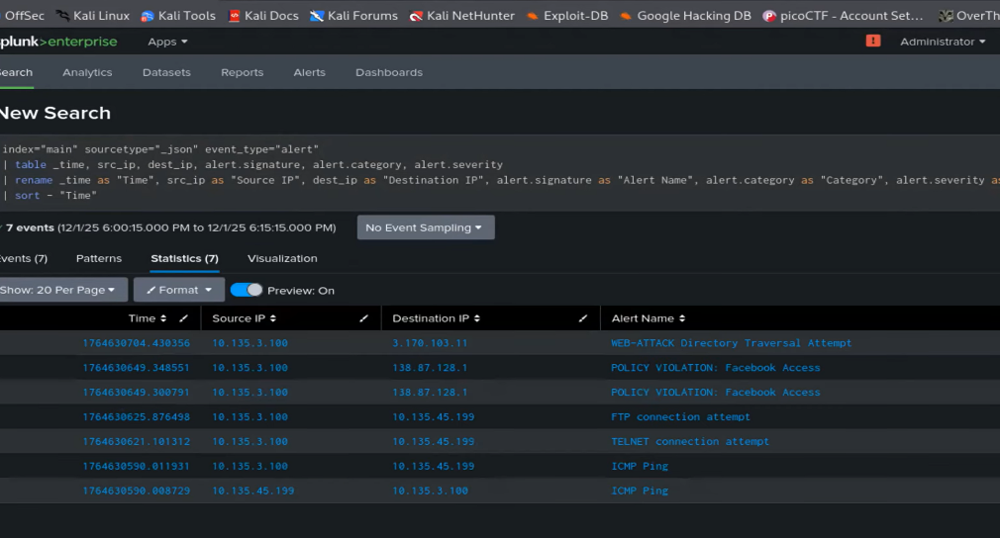 OffSec Kali Linux Kali Tools Kali Docs Kali Forums Kali NetHunter Exploit-DB Google Hacking DB picoCTF - Account Set... OverTh
splunk>enterprise Apps ! Administrator
Search Analytics Datasets Reports Alerts Dashboards
New Search
index="main" sourcetype="_json" event_type="alert"
| table _time, src_ip, dest_ip, alert.signature, alert.category, alert.severity
| rename _time as "Time", src_ip as "Source IP", dest_ip as "Destination IP", alert.signature as "Alert Name", alert.category as "Category", alert.severity as
| sort - "Time"
7 events (12/1/25 6:00:15.000 PM to 12/1/25 6:15:15.000 PM) No Event Sampling
Events (7) Patterns Statistics (7) Visualization
Show: 20 Per Page Format Preview: On
Time Source IP Destination IP Alert Name
1764630704.430356 10.135.3.100 3.170.103.11 WEB-ATTACK Directory Traversal Attempt
1764630649.348551 10.135.3.100 138.87.128.1 POLICY VIOLATION: Facebook Access
1764630649.300791 10.135.3.100 138.87.128.1 POLICY VIOLATION: Facebook Access
1764630625.876498 10.135.3.100 10.135.45.199 FTP connection attempt
1764630621.101312 10.135.3.100 10.135.45.199 TELNET connection attempt
1764630590.011931 10.135.3.100 10.135.45.199 ICMP Ping
1764630590.008729 10.135.45.199 10.135.3.100 ICMP Ping